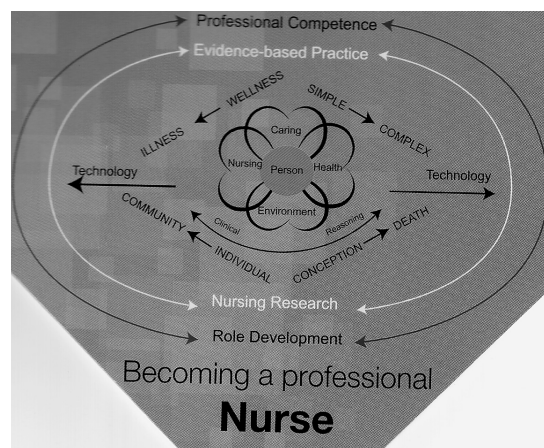 Professional Competence
Evidence-based Practice
WELLNESS
SIMPLE
ILLNESS
COMPLEX
Caring
Nursing
Person
Health
Environment
Technology
Technology
COMMUNITY
Clinical
Reasoning
DEATH
INDIVIDUAL
CONCEPTION
Nursing Research
Role Development
Becoming a professional
Nurse